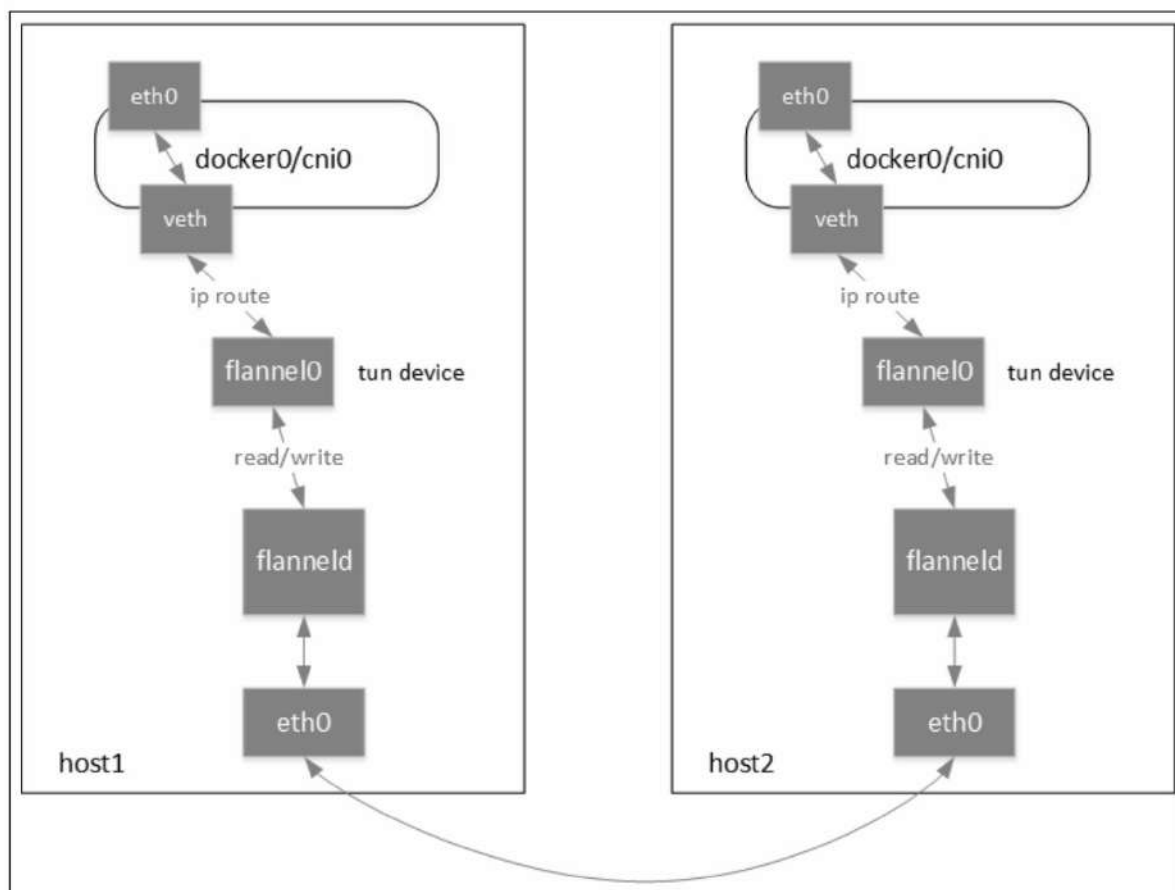 eth0
docker0/cni0
veth
ip route
flannel0
tun device
read/write
flanneld
eth0
host1
eth0
docker0/cni0
veth
ip route
flannel0
tun device
read/write
flanneld
eth0
host2